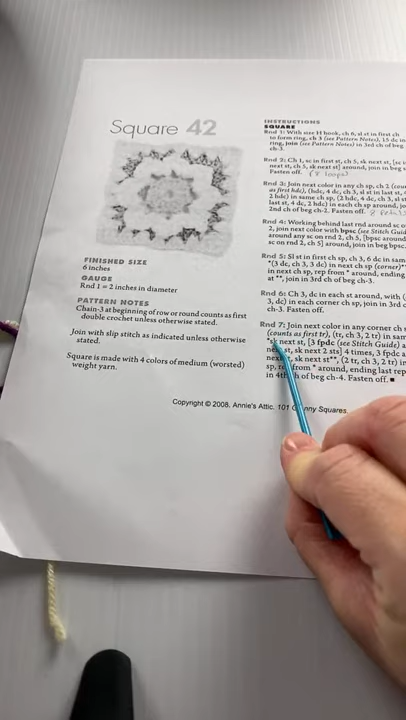 Square 42
FINISHED SIZE
6 inches
GAUGE
Rnd 1 = 2 inches in diameter
PATTERN NOTES
Chain-3 at beginning of row or round counts as first
double crochet unless otherwise stated.
Join with slip stitch as indicated unless otherwise
stated.
Square is made with 4 colors of medium (worsted)
weight yarn.
INSTRUCTIONS
SQUARE
Rnd 1: With size H hook, ch 6, sl st in first ch
to form ring, ch 3 (see Pattern Notes), 15 dc in
ring, join (see Pattern Notes) in 3rd ch of beg
ch-3.
Rnd 2: Ch 1, sc in first st, ch 5, sk next st, [sc in
next st, ch 5, sk next st] around, join in beg
Fasten off. (8 loops)
Rnd 3: Join next color in any ch sp, ch 2
as first hdc), (hdc, 4 dc, ch 3, sl st in last st,
2 hdc) in same ch sp, (2 hdc, 4 dc, ch 3, sl st
last st, 4 dc, 2 hdc) in each ch sp around,
2nd ch of beg ch-2. Fasten off. 8
Rnd 4: Working behind last rnd around sc
2, join next color with bpsc (see Stitch
around any sc on rnd 2, ch 5, [bpsc around
sc on rnd 2, ch 5] around, join in beg bpsc.
Rnd 5: Sl st in first ch sp, ch 3, 6 dc in
*(3 dc, ch 3, 3 dc) in next ch sp (corner)
in next ch sp, rep from * around, ending
at **, join in 3rd ch of beg ch-3.
Rnd 6: Ch 3, dc in each st around, with
3, dc) in each corner ch sp, join in 3rd
Fasten off.
Rnd 7: Join next color in any corner ch
(counts as first tr), (tr, ch 3, 2 tr) in
*sk next st, [3 fpdc (see Stitch Guide)
st, sk next 2 sts] 4 times, 3 fpdc
sk next st**, (2 tr, ch 3, 2 tr) in
sp, from * around, ending last rep
in 4th ch of beg ch-4. Fasten off. ■
Copyright © 2008, Annie's Attic. 101 Squares